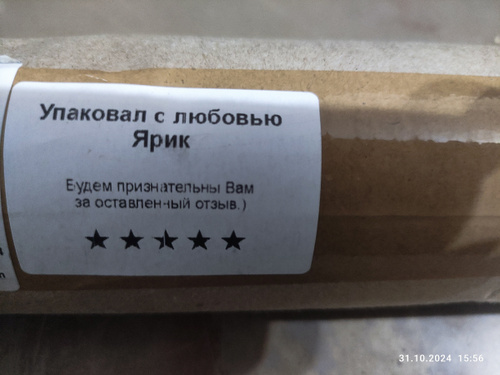 Упаковал с любовью
Ярик
Будем признательны Вам
за оставленный отзыв.)
★ ★ ★ ★ ★
31.10.2024 15:56